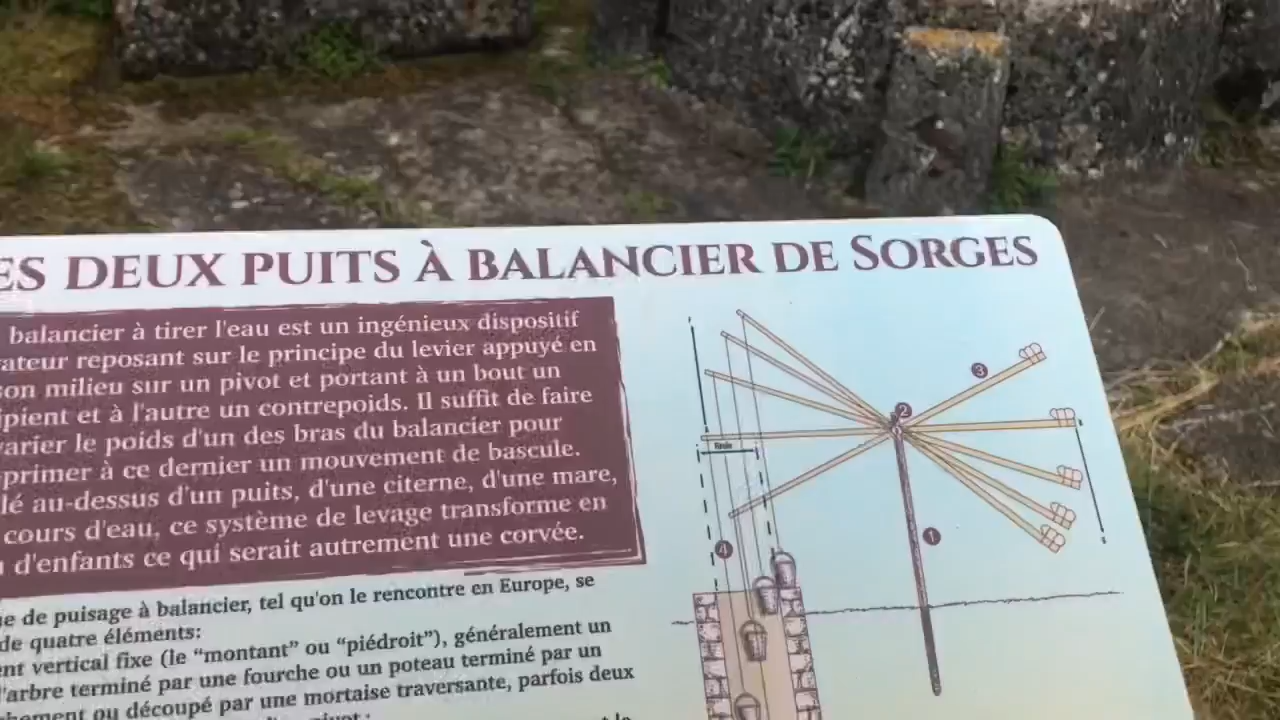 ES DEUX PUITS À BALANCIER DE SORGES
balancier à tirer l'eau est un ingénieux dispositif
rateur reposant sur le principe du levier appuyé en
son milieu sur un pivot et portant à un bout un
ipient et à l'autre un contrepoids. Il suffit de faire
varier le poids d'un des bras du balancier pour
primer à ce dernier un mouvement de bascule.
lé au-dessus d'un puits, d'une citerne, d'une mare,
cours d'eau, ce système de levage transforme en
d'enfants ce qui serait autrement une corvée.
de puisage à balancier, tel qu'on le rencontre en Europe, se
de quatre éléments:
ent vertical fixe (le “montant” ou “piédroit”), généralement un
d'arbre terminé par une fourche ou un poteau terminé par un
chement ou découpé par une mortaise traversante, parfois deux
3
2
1
4